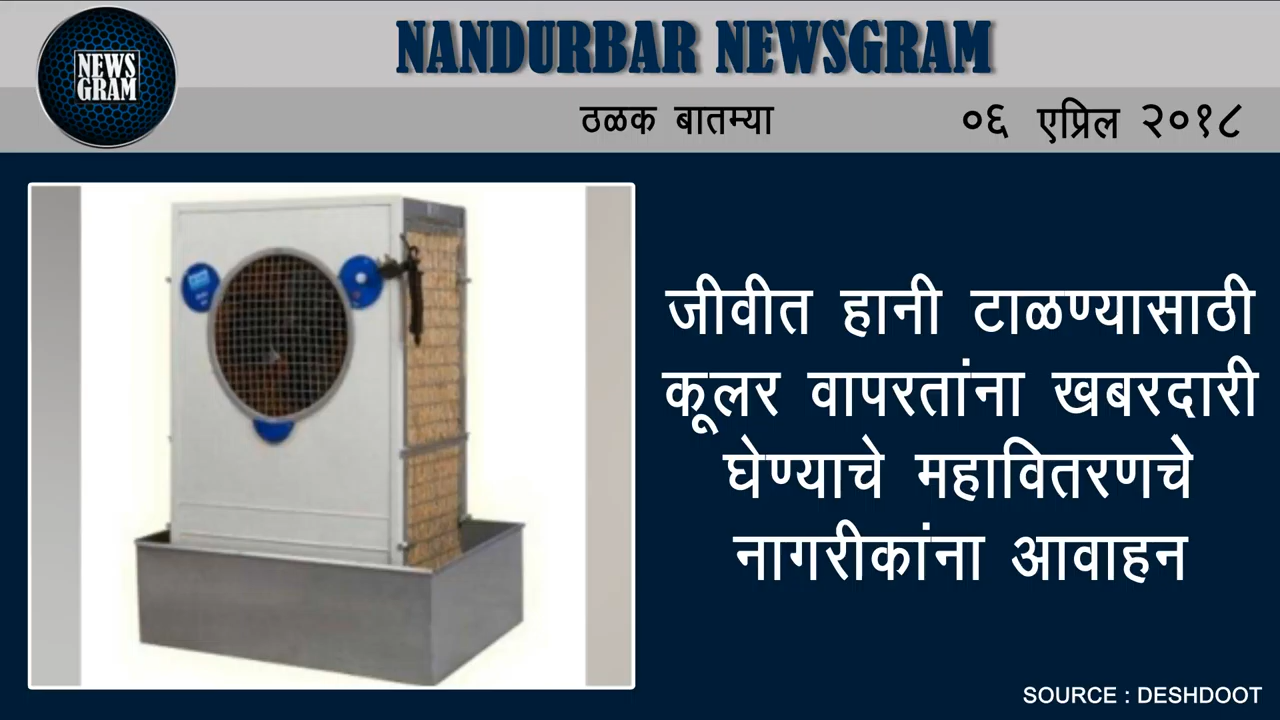 NEWS
GRAM
NANDURBAR NEWSGRAM
ठळक बातम्या
०६ एप्रिल २०१८
जीवीत हानी टाळण्यासाठी
कूलर वापरतांना खबरदारी
घेण्याचे महावितरणचे
नागरीकांना आवाहन
SOURCE : DESHDOOT